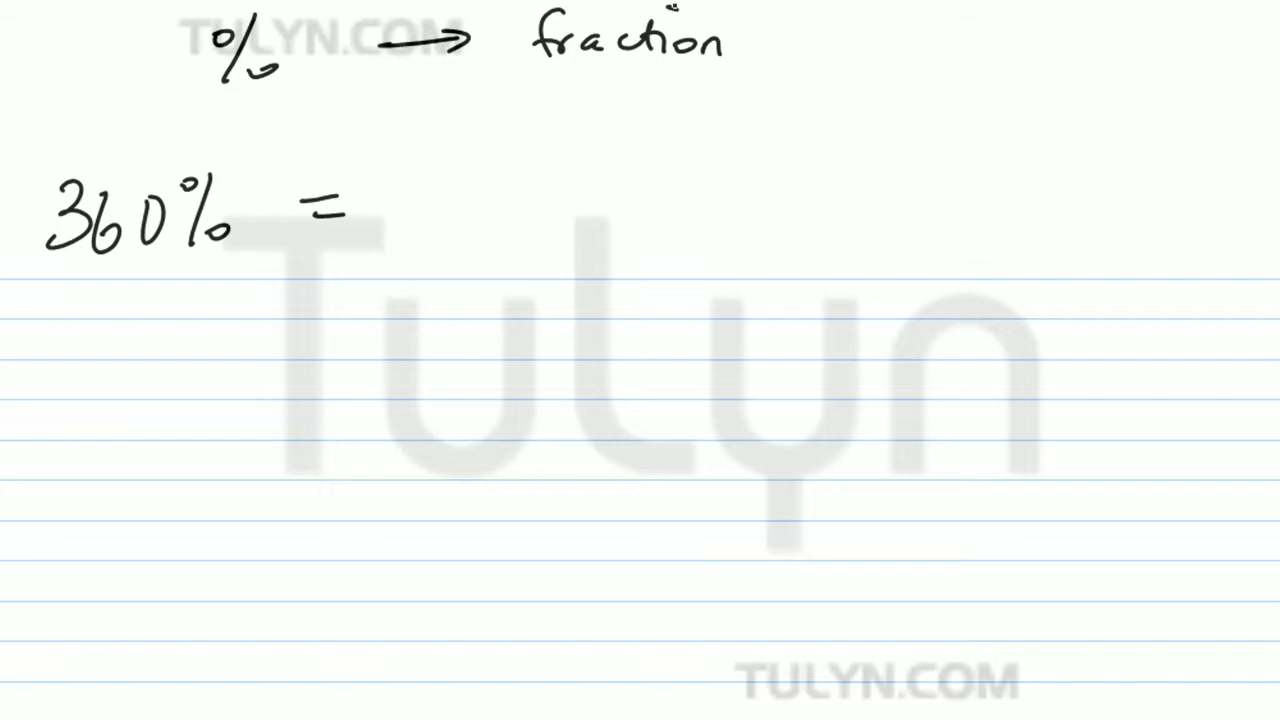 TULYN.COM
% → fraction
360% =
Tulyn
TULYN.COM